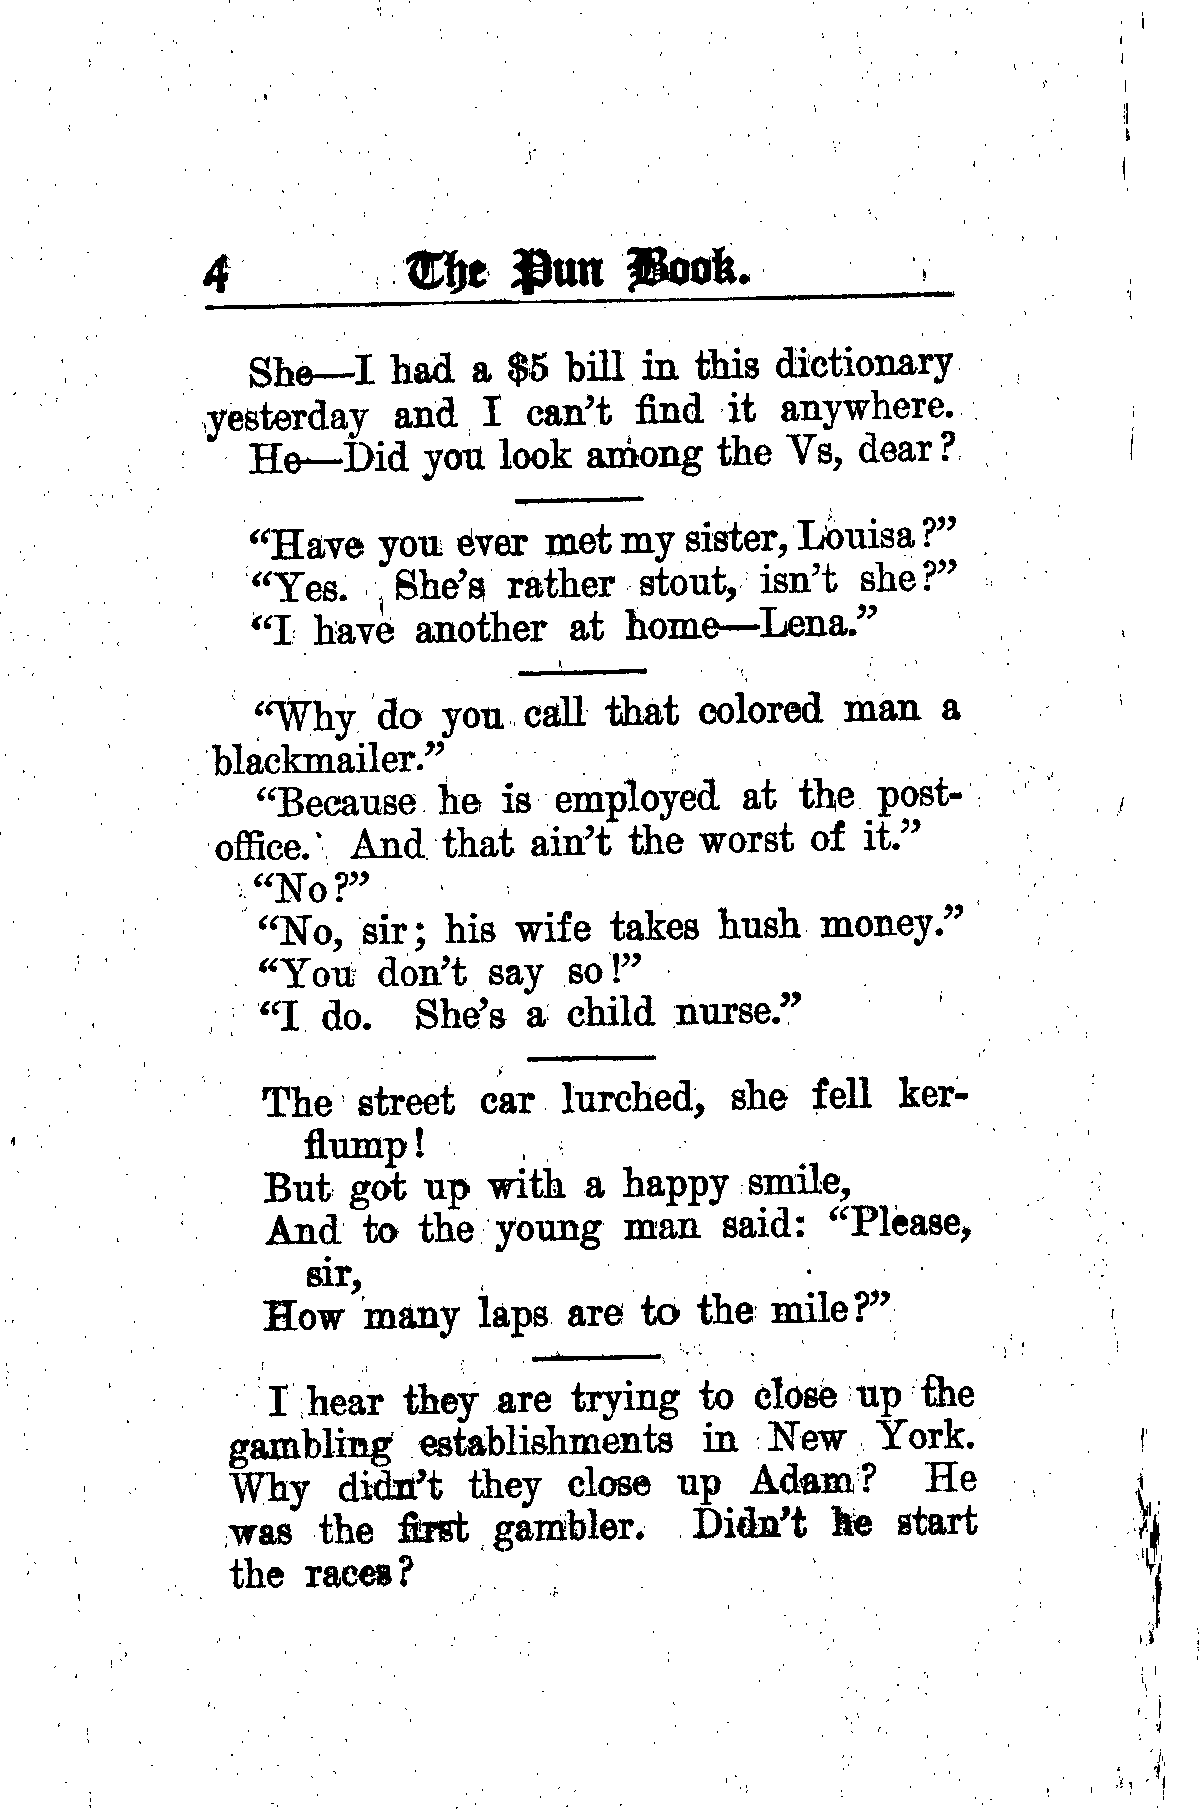 4 The Pun Book.
She—I had a $5 bill in this dictionary
yesterday and I can't find it anywhere.
He—Did you look among the Vs, dear?
"Have you ever met my sister, Louisa?"
"Yes. She's rather stout, isn't she?"
"I have another at home—Lena."
"Why do you call that colored man a
blackmailer."
"Because he is employed at the post-
office. And that ain't the worst of it."
"No?"
"No, sir; his wife takes hush money."
"You don't say so!"
"I do. She's a child nurse."
The street car lurched, she fell ker-
flump!
But got up with a happy smile,
And to the young man said: "Please,
sir,
How many laps are to the mile?"
I hear they are trying to close up the
gambling establishments in New York.
Why didn't they close up Adam? He
was the first gambler. Didn't he start
the races?